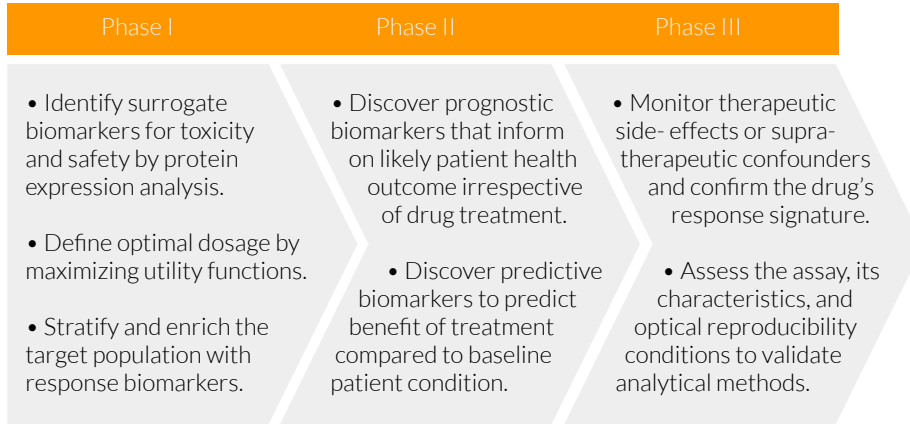 Phase I
Phase II
Phase III
• Identify surrogate
biomarkers for toxicity
and safety by protein
expression analysis.
• Define optimal dosage by
maximizing utility functions.
• Stratify and enrich the
target population with
response biomarkers.
• Discover prognostic
biomarkers that inform
on likely patient health
outcome irrespective
of drug treatment.
• Discover predictive
biomarkers to predict
benefit of treatment
compared to baseline
patient condition.
• Monitor therapeutic
side- effects or supra-
therapeutic confounders
and confirm the drug's
response signature.
• Assess the assay, its
characteristics, and
optical reproducibility
conditions to validate
analytical methods.